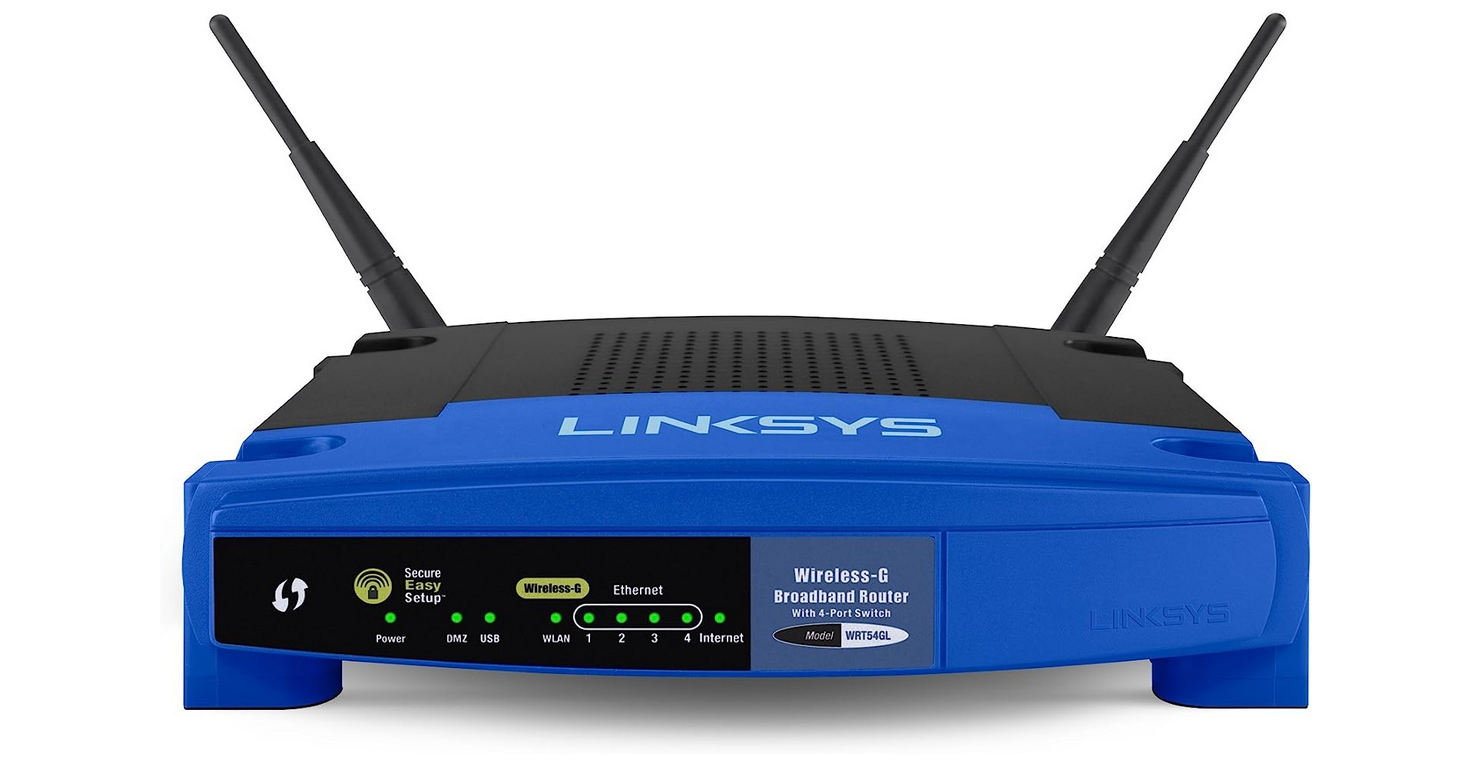 LINKSYS
Secure
Easy
Setup™
Wireless-G
Ethernet
Power
DMZ
USB
WLAN
1
2
3
4
Internet
Wireless-G
Broadband Router
With 4-Port Switch
Model WRT54GL
LINKSYS